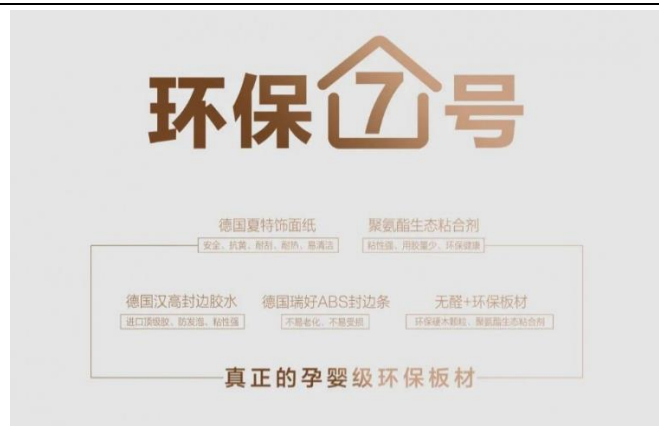 环保7号
德国夏特饰面纸 聚氨酯生态粘合剂
安全、抗黄、耐刮、耐热、易清洁 粘性强、用胶量少、环保健康
德国汉高封边胶水 德国瑞好ABS封边条 无醛+环保板材
进口顶级胶、防发泡、粘性强 不易老化、不易变形 环保硬木颗粒、聚氨酯生态粘合剂
真正的孕婴级环保板材